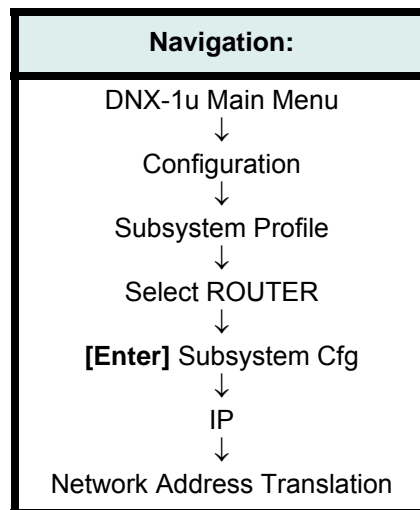 Navigation:
DNX-1u Main Menu
↓
Configuration
↓
Subsystem Profile
↓
Select ROUTER
↓
[Enter] Subsystem Cfg
↓
IP
↓
Network Address Translation